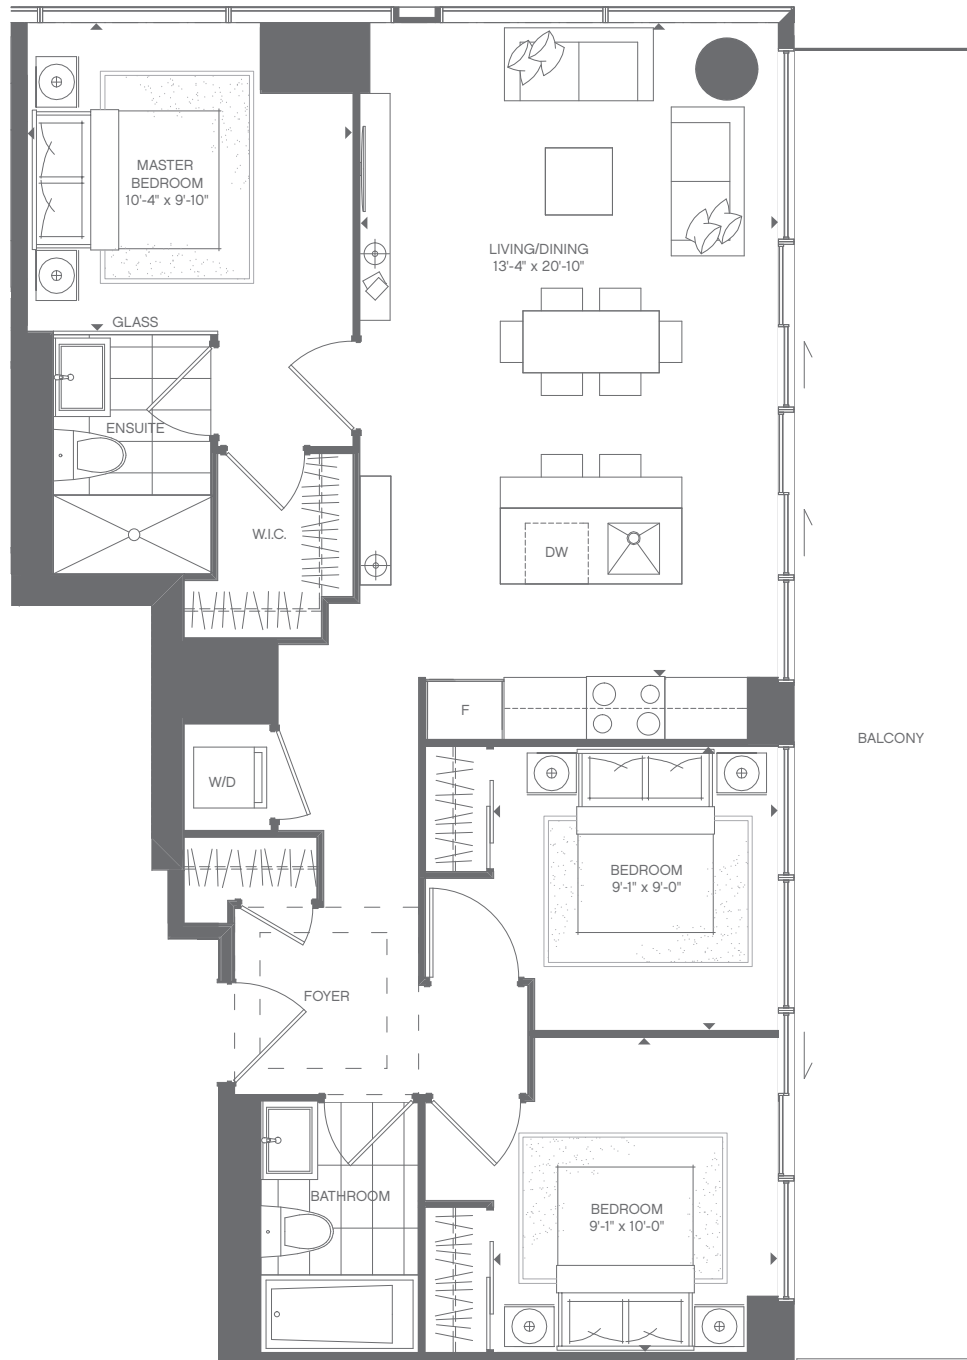 MASTER
BEDROOM
10'-4" x 9'-10"
LIVING/DINING
13'-4" x 20'-10"
GLASS
ENSUITE
W.I.C.
DW
F
BALCONY
W/D
BEDROOM
9'-1" x 9'-0"
FOYER
BATHROOM
BEDROOM
9'-1" x 10'-0"